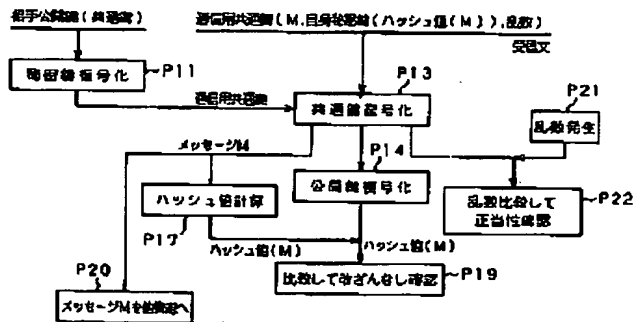 相手公開鍵(共通鍵)
通信用共通鍵(M,自身秘密鍵(ハッシュ値(M)),乱数)
受信文
P11
秘密鍵復号化
通信用共通鍵
P13
共通鍵復号化
P21
乱数発生
メッセージM
P14
公開鍵復号化
ハッシュ値計算
P17
乱数比較して
正当性確認
P22
ハッシュ値(M)
ハッシュ値(M)
P20
メッセージMを
P19
比較して改ざんなし確認